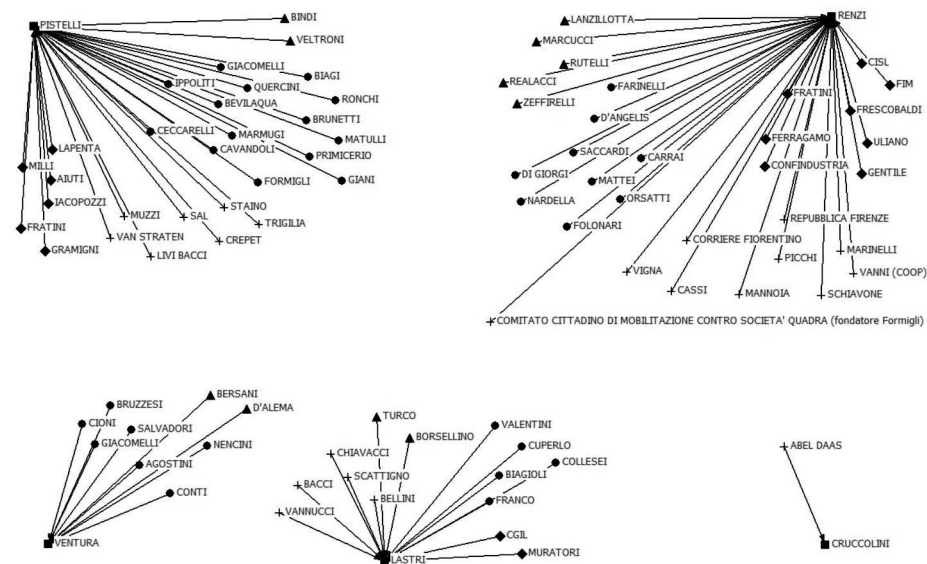 PISTELLI
BINDI
VELTRONI
GIACOMELLI
BIAGI
IPPOLITI
QUERCINI
RONCHI
BEVILAQUA
BRUNETTI
CECCARELLI
MARMUGI
MATULLI
CAVANDOLI
PRIMICERIO
LAPENTA
MILLI
AIUTI
FORMIGLI
GIANI
IACOPOZZI
STAINO
MUZZI
SAL
TRIGILIA
FRATINI
VAN STRATEN
CREPET
GRAMIGNI
LIVI BACCI
RENZI
LANZILLOTTA
MARCUCCI
RUTELLI
CISL
REALACCI
FARINELLI
FIM
FRATINI
ZEFFIRELLI
FRESCOBALDI
D'ANGELIS
FERRAGAMO
ULIANO
SACCARDI
CARRAI
CONFINDUSTRIA
DI GIORGI
MATTEI
GENTILE
NARDELLA
ORSATTI
FOLONARI
REPUBBLICA FIRENZE
CORRIERE FIORENTINO
MARINELLI
PICCHI
VIGNA
VANNI (COOP)
CASSI
MANNOIA
SCHIAVONE
COMITATO CITTADINO DI MOBILITAZIONE CONTRO SOCIETA' QUADRA (fondatore Formigli)
BERSANI
BRUZZESI
D'ALEMA
CIONI
SALVADORI
GIACOMELLI
NENCINI
AGOSTINI
CONTI
VENTURA
TURCO
VALENTINI
BORSELLINO
CHIAVACCI
CUPERLO
COLLESEI
SCATTIGNO
BIAGIOLI
BACCI
BELLINI
FRANCO
VANNUCCI
CGIL
MURATORI
LASTRI
ABEL DAAS
CRUCCOLINI